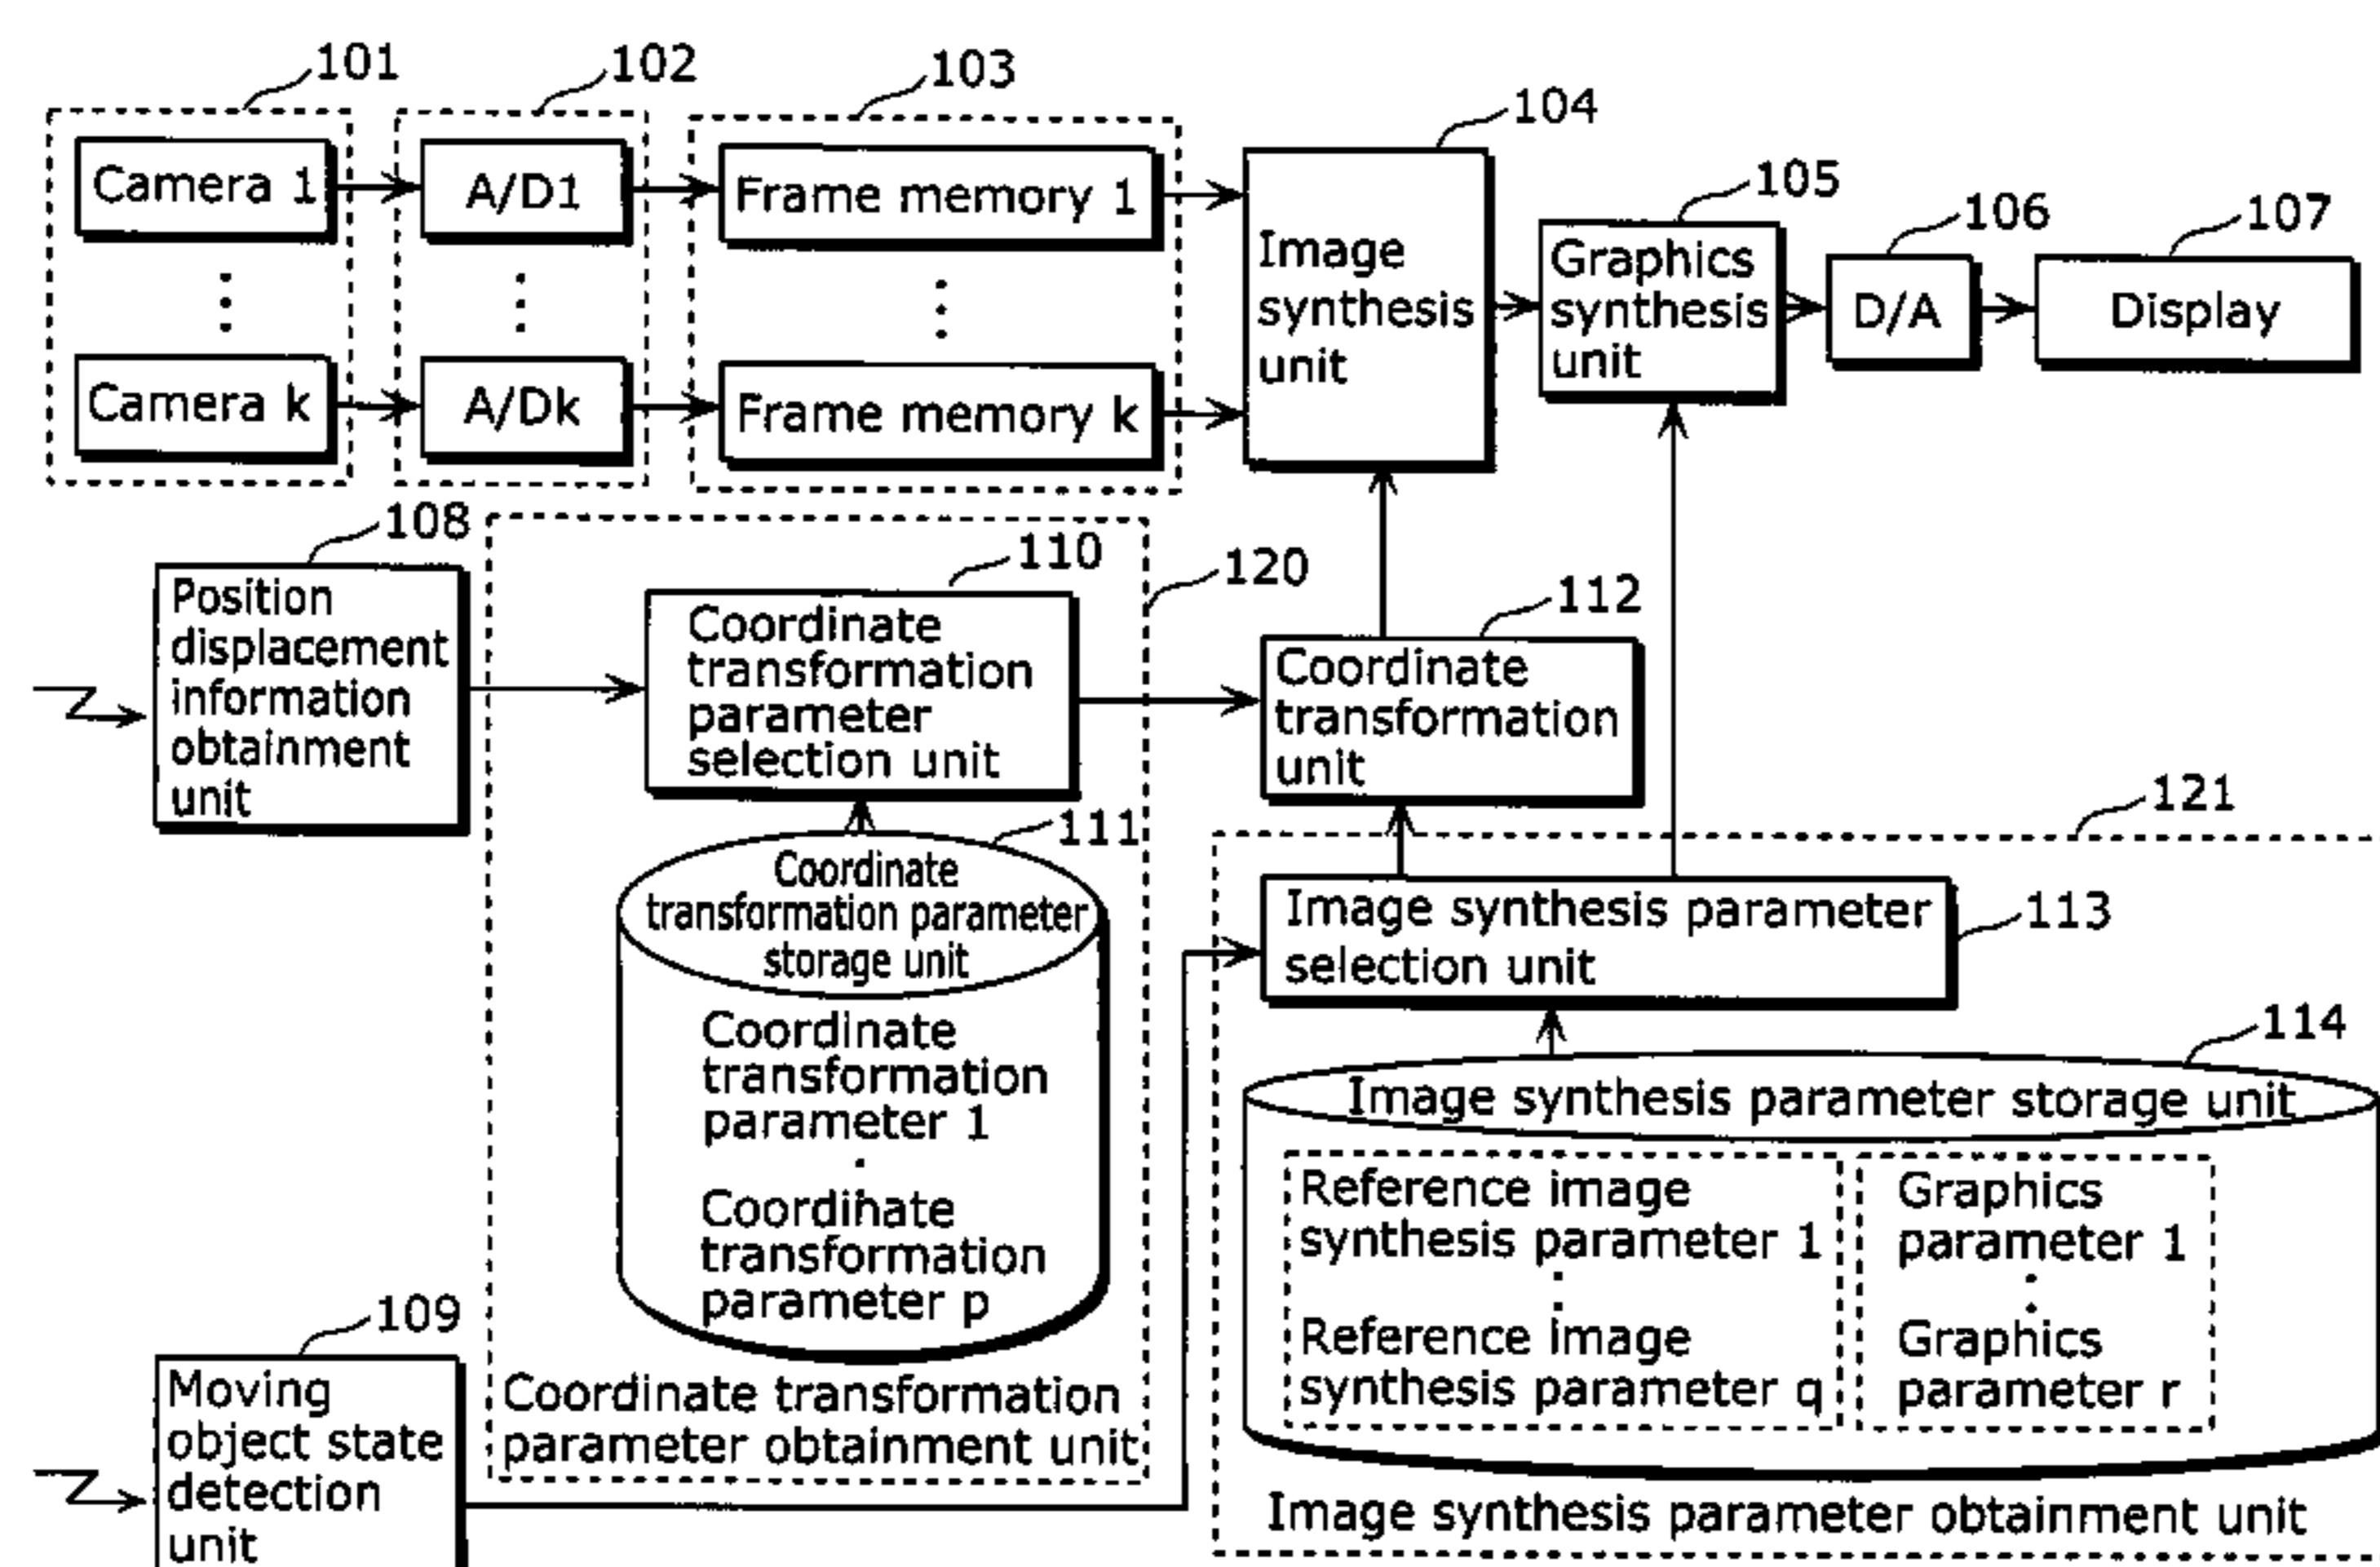 101
102
103
104
105
106
107
Camera 1
A/D1
Frame memory 1
Camera k
A/Dk
Frame memory k
Image
synthesis
unit
Graphics
synthesis
unit
D/A
Display
108
Position
displacement
information
obtainment
unit
110
120
Coordinate
transformation
parameter
selection unit
112
Coordinate
transformation
unit
111
Coordinate
transformation parameter
storage unit
Coordinate
transformation
parameter 1
Coordinate
transformation
parameter p
Coordinate transformation
parameter obtainment unit
109
Moving
object state
detection
unit
121
Image synthesis parameter
selection unit
113
114
Image synthesis parameter storage unit
Reference image
synthesis parameter 1
Reference image
synthesis parameter q
Graphics
parameter 1
Graphics
parameter r
Image synthesis parameter obtainment unit